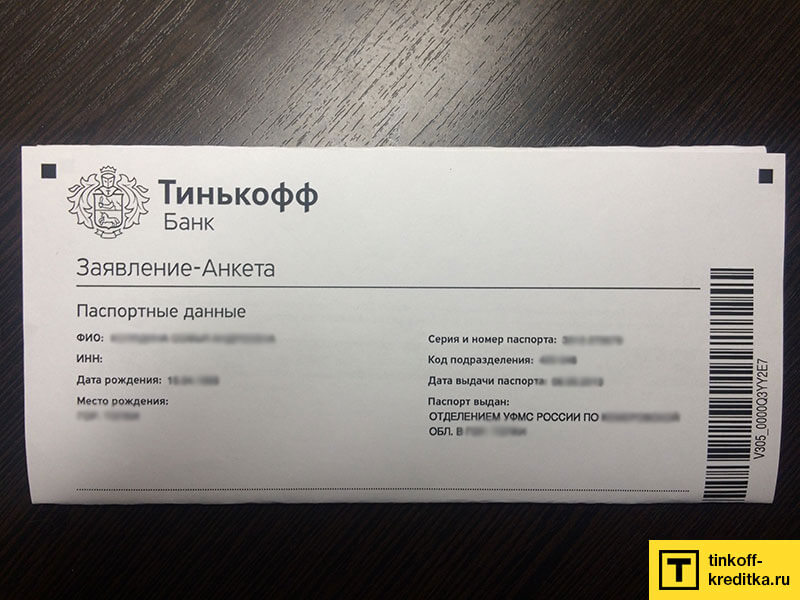 Тинькофф
Банк
Заявление-Анкета
Паспортные данные
ФИО:
ИНН:
Дата рождения:
Место рождения:
Серия и номер паспорта:
Код подразделения:
Дата выдачи паспорта:
Паспорт выдан:
ОТДЕЛЕНИЕМ УФМС РОССИИ ПО
ОБЛ. В
V305_0000Q3YY2E7
T
tinkoff-
kreditka.ru